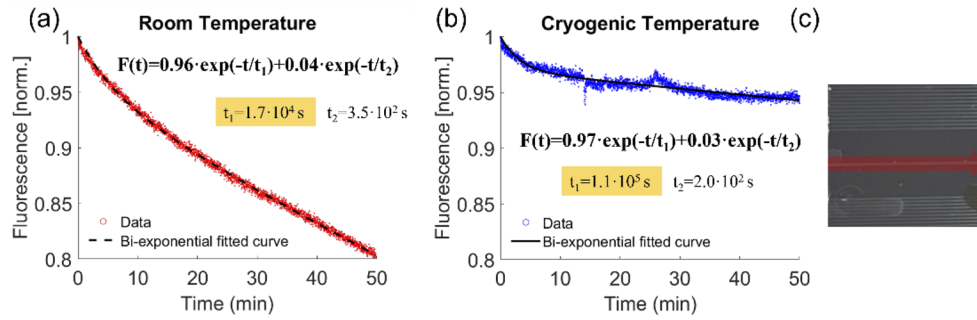 (a)
Room Temperature
F(t)=0.96·exp(-t/t₁)+0.04·exp(-t/t₂)
t₁=1.7·10⁴ s t₂=3.5·10² s
Data
Bi-exponential fitted curve
Fluorescence [norm.]
1
0.95
0.9
0.85
0.8
0 10 20 30 40 50
Time (min)
(b)
Cryogenic Temperature
F(t)=0.97·exp(-t/t₁)+0.03·exp(-t/t₂)
t₁=1.1·10⁵ s t₂=2.0·10² s
Data
Bi-exponential fitted curve
Fluorescence [norm.]
1
0.95
0.9
0.85
0.8
0 10 20 30 40 50
Time (min)
(c)